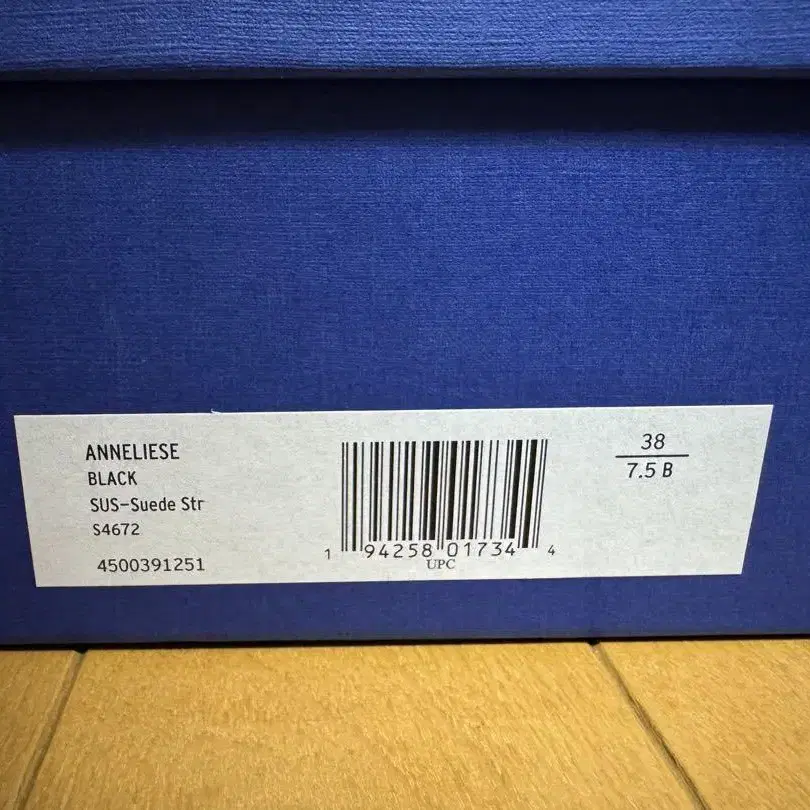 ANNELIESE
BLACK
SUS-Suede Str
S4672
4500391251
1 94258 01734 4
UPC
38
7.5 B